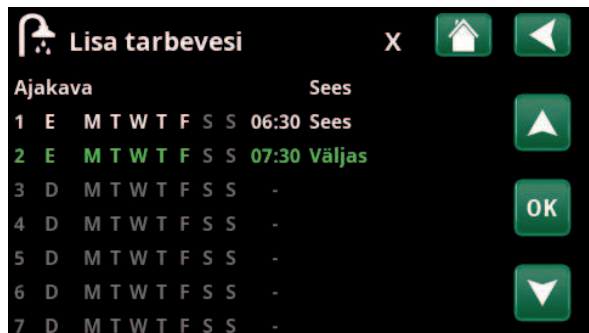 Lisa tarbevesi X
Ajakava Sees
1 E M T W T F S S 06:30 Sees
2 E M T W T F S S 07:30 Väljas
3 D M T W T F S S -
4 D M T W T F S S -
OK
5 D M T W T F S S -
6 D M T W T F S S -
7 D M T W T F S S -